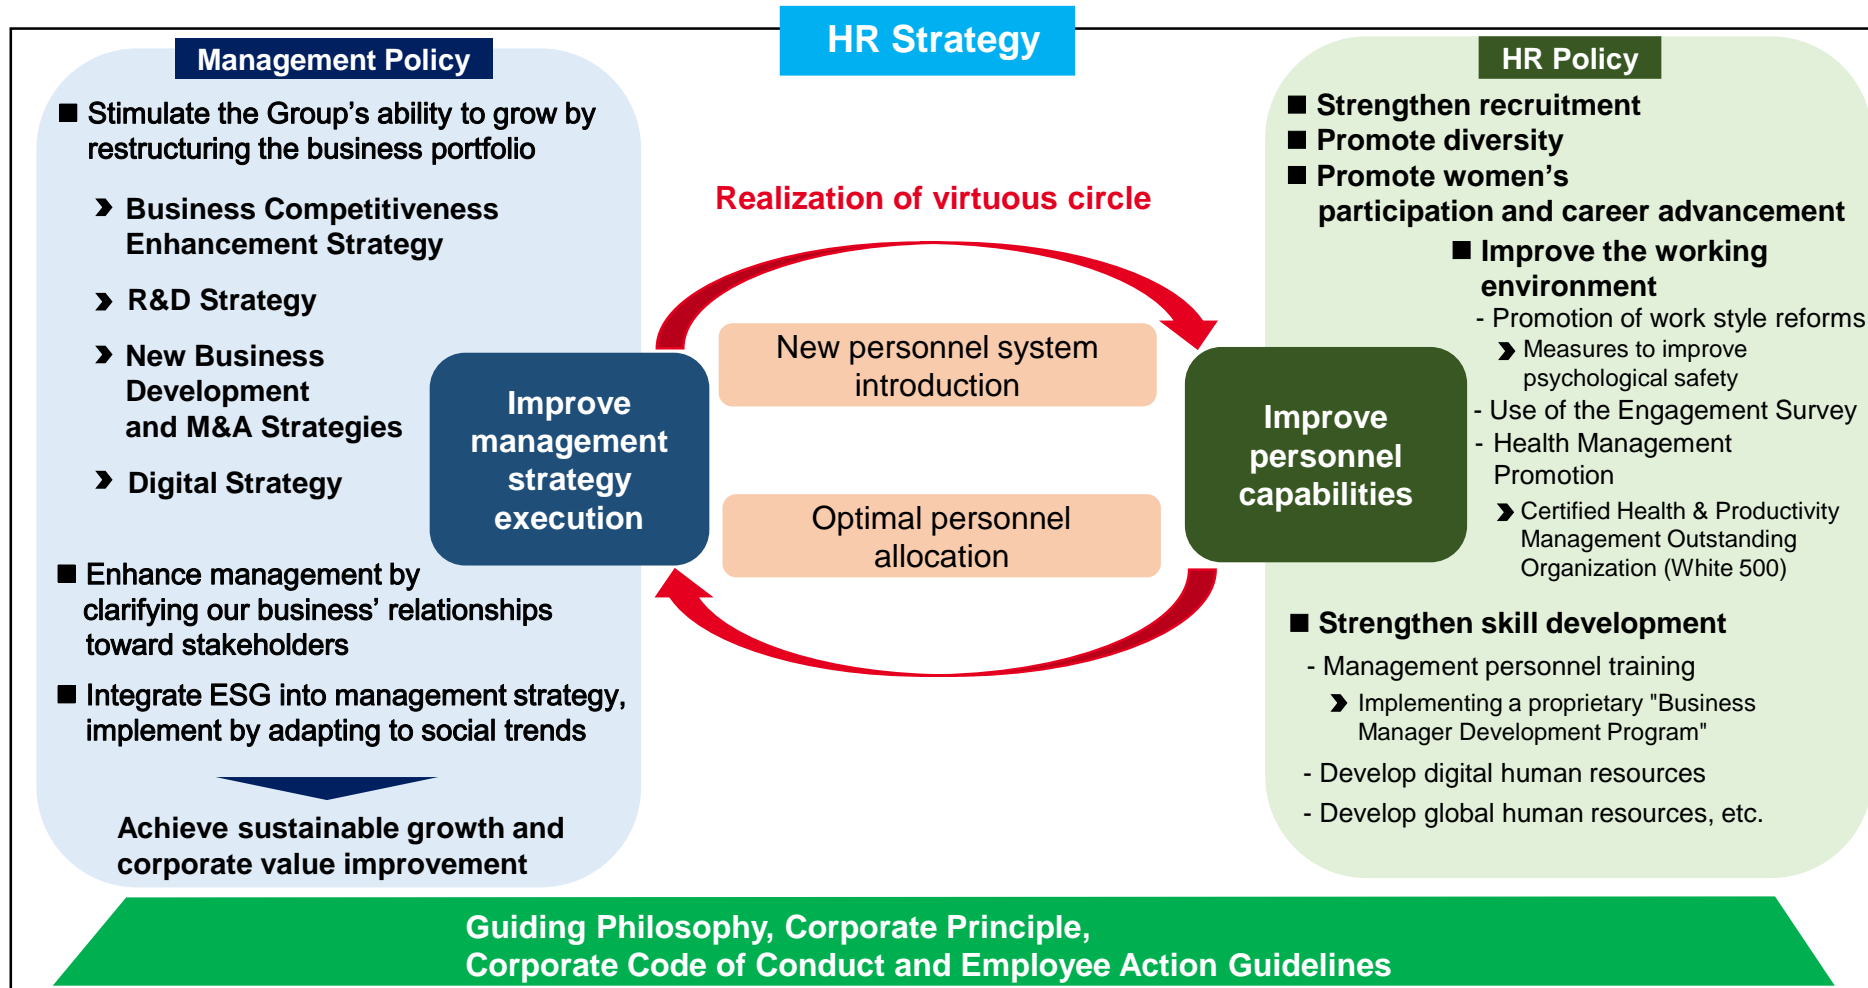 HR Strategy
Management Policy
■ Stimulate the Group’s ability to grow by
restructuring the business portfolio
Business Competitiveness
Enhancement Strategy
R&D Strategy
New Business
Development
and M&A Strategies
Digital Strategy
■ Enhance management by
clarifying our business’ relationships
toward stakeholders
■ Integrate ESG into management strategy,
implement by adapting to social trends
Achieve sustainable growth and
corporate value improvement
Improve
management
strategy
execution
Realization of virtuous circle
New personnel system
introduction
Optimal personnel
allocation
Improve
personnel
capabilities
HR Policy
■ Strengthen recruitment
■ Promote diversity
■ Promote women’s
participation and career advancement
■ Improve the working
environment
- Promotion of work style reforms
Measures to improve
psychological safety
- Use of the Engagement Survey
- Health Management
Promotion
Certified Health & Productivity
Management Outstanding
Organization (White 500)
■ Strengthen skill development
- Management personnel training
Implementing a proprietary "Business
Manager Development Program"
- Develop digital human resources
- Develop global human resources, etc.
Guiding Philosophy, Corporate Principle,
Corporate Code of Conduct and Employee Action Guidelines